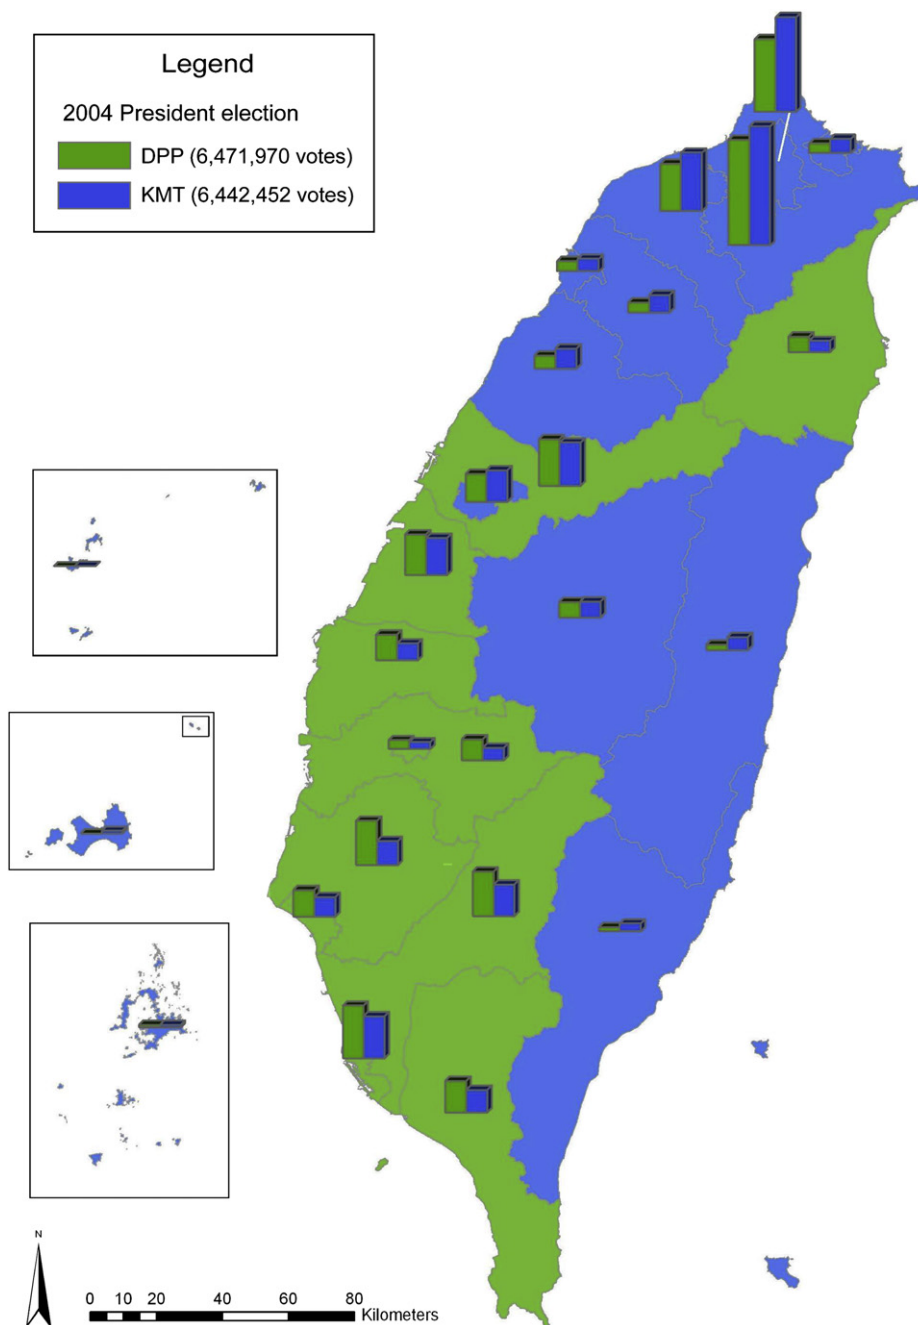 Legend
2004 President election
DPP (6,471,970 votes)
KMT (6,442,452 votes)
N
0 10 20 40 60 80
Kilometers